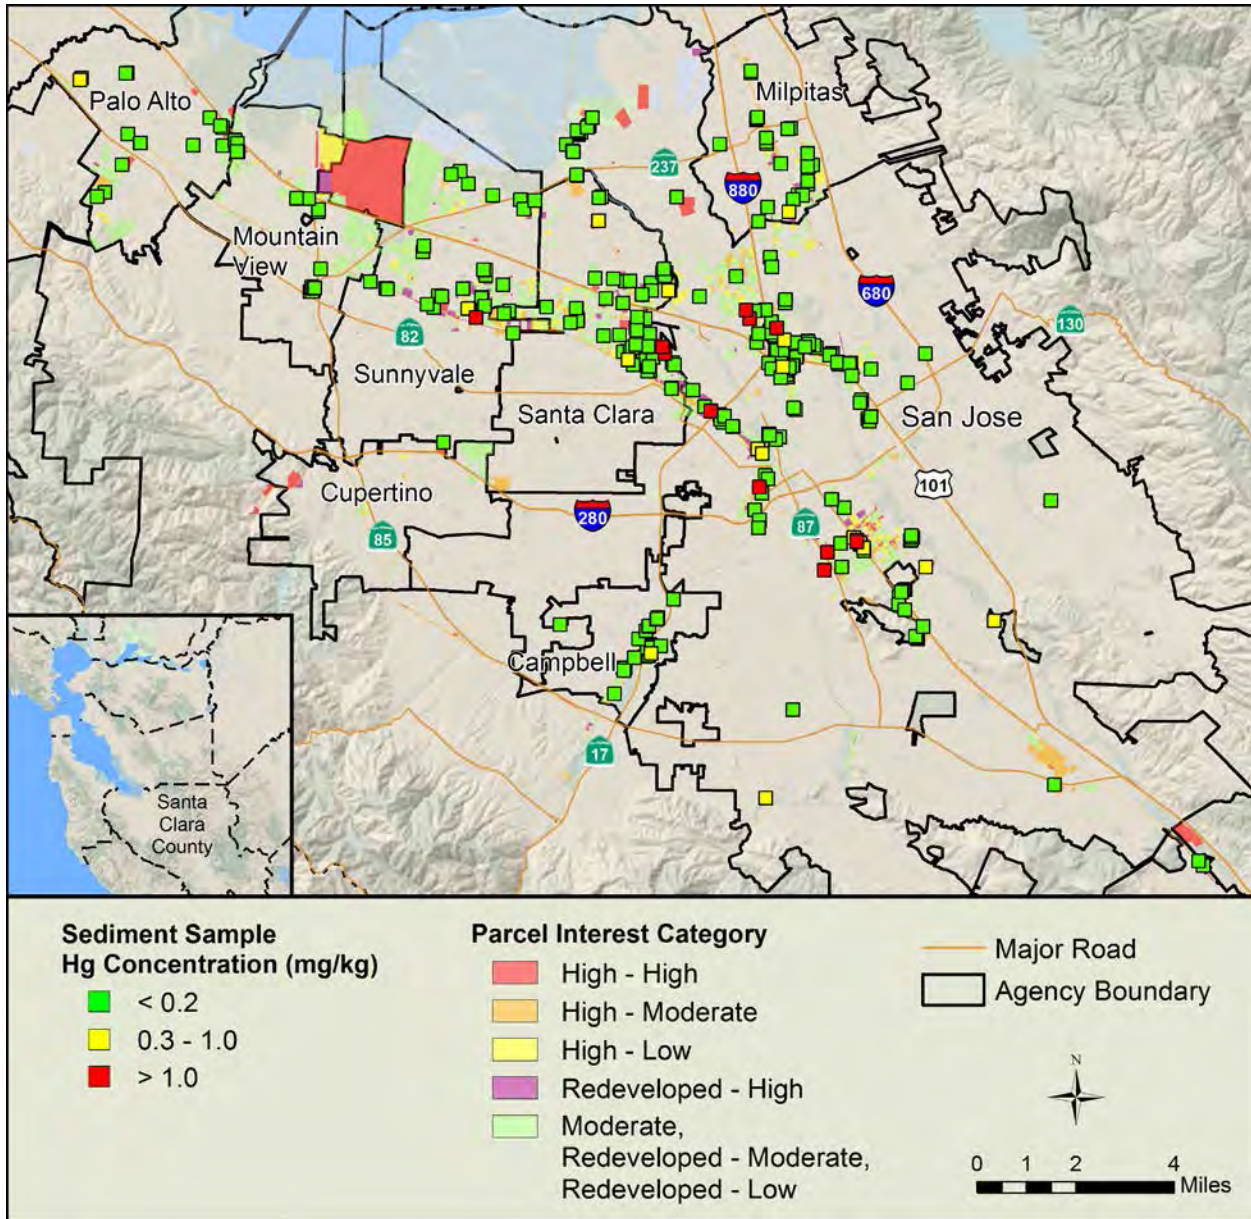 Palo Alto
Milpitas
237
880
Mountain
View
680
130
82
Sunnyvale
Santa Clara
San Jose
Cupertino
101
280
87
85
Campbell
17
Santa
Clara
County
Sediment Sample
Hg Concentration (mg/kg)
< 0.2
0.3 - 1.0
> 1.0
Parcel Interest Category
High - High
High - Moderate
High - Low
Redeveloped - High
Moderate,
Redeveloped - Moderate,
Redeveloped - Low
Major Road
Agency Boundary
N
0 1 2 4
Miles